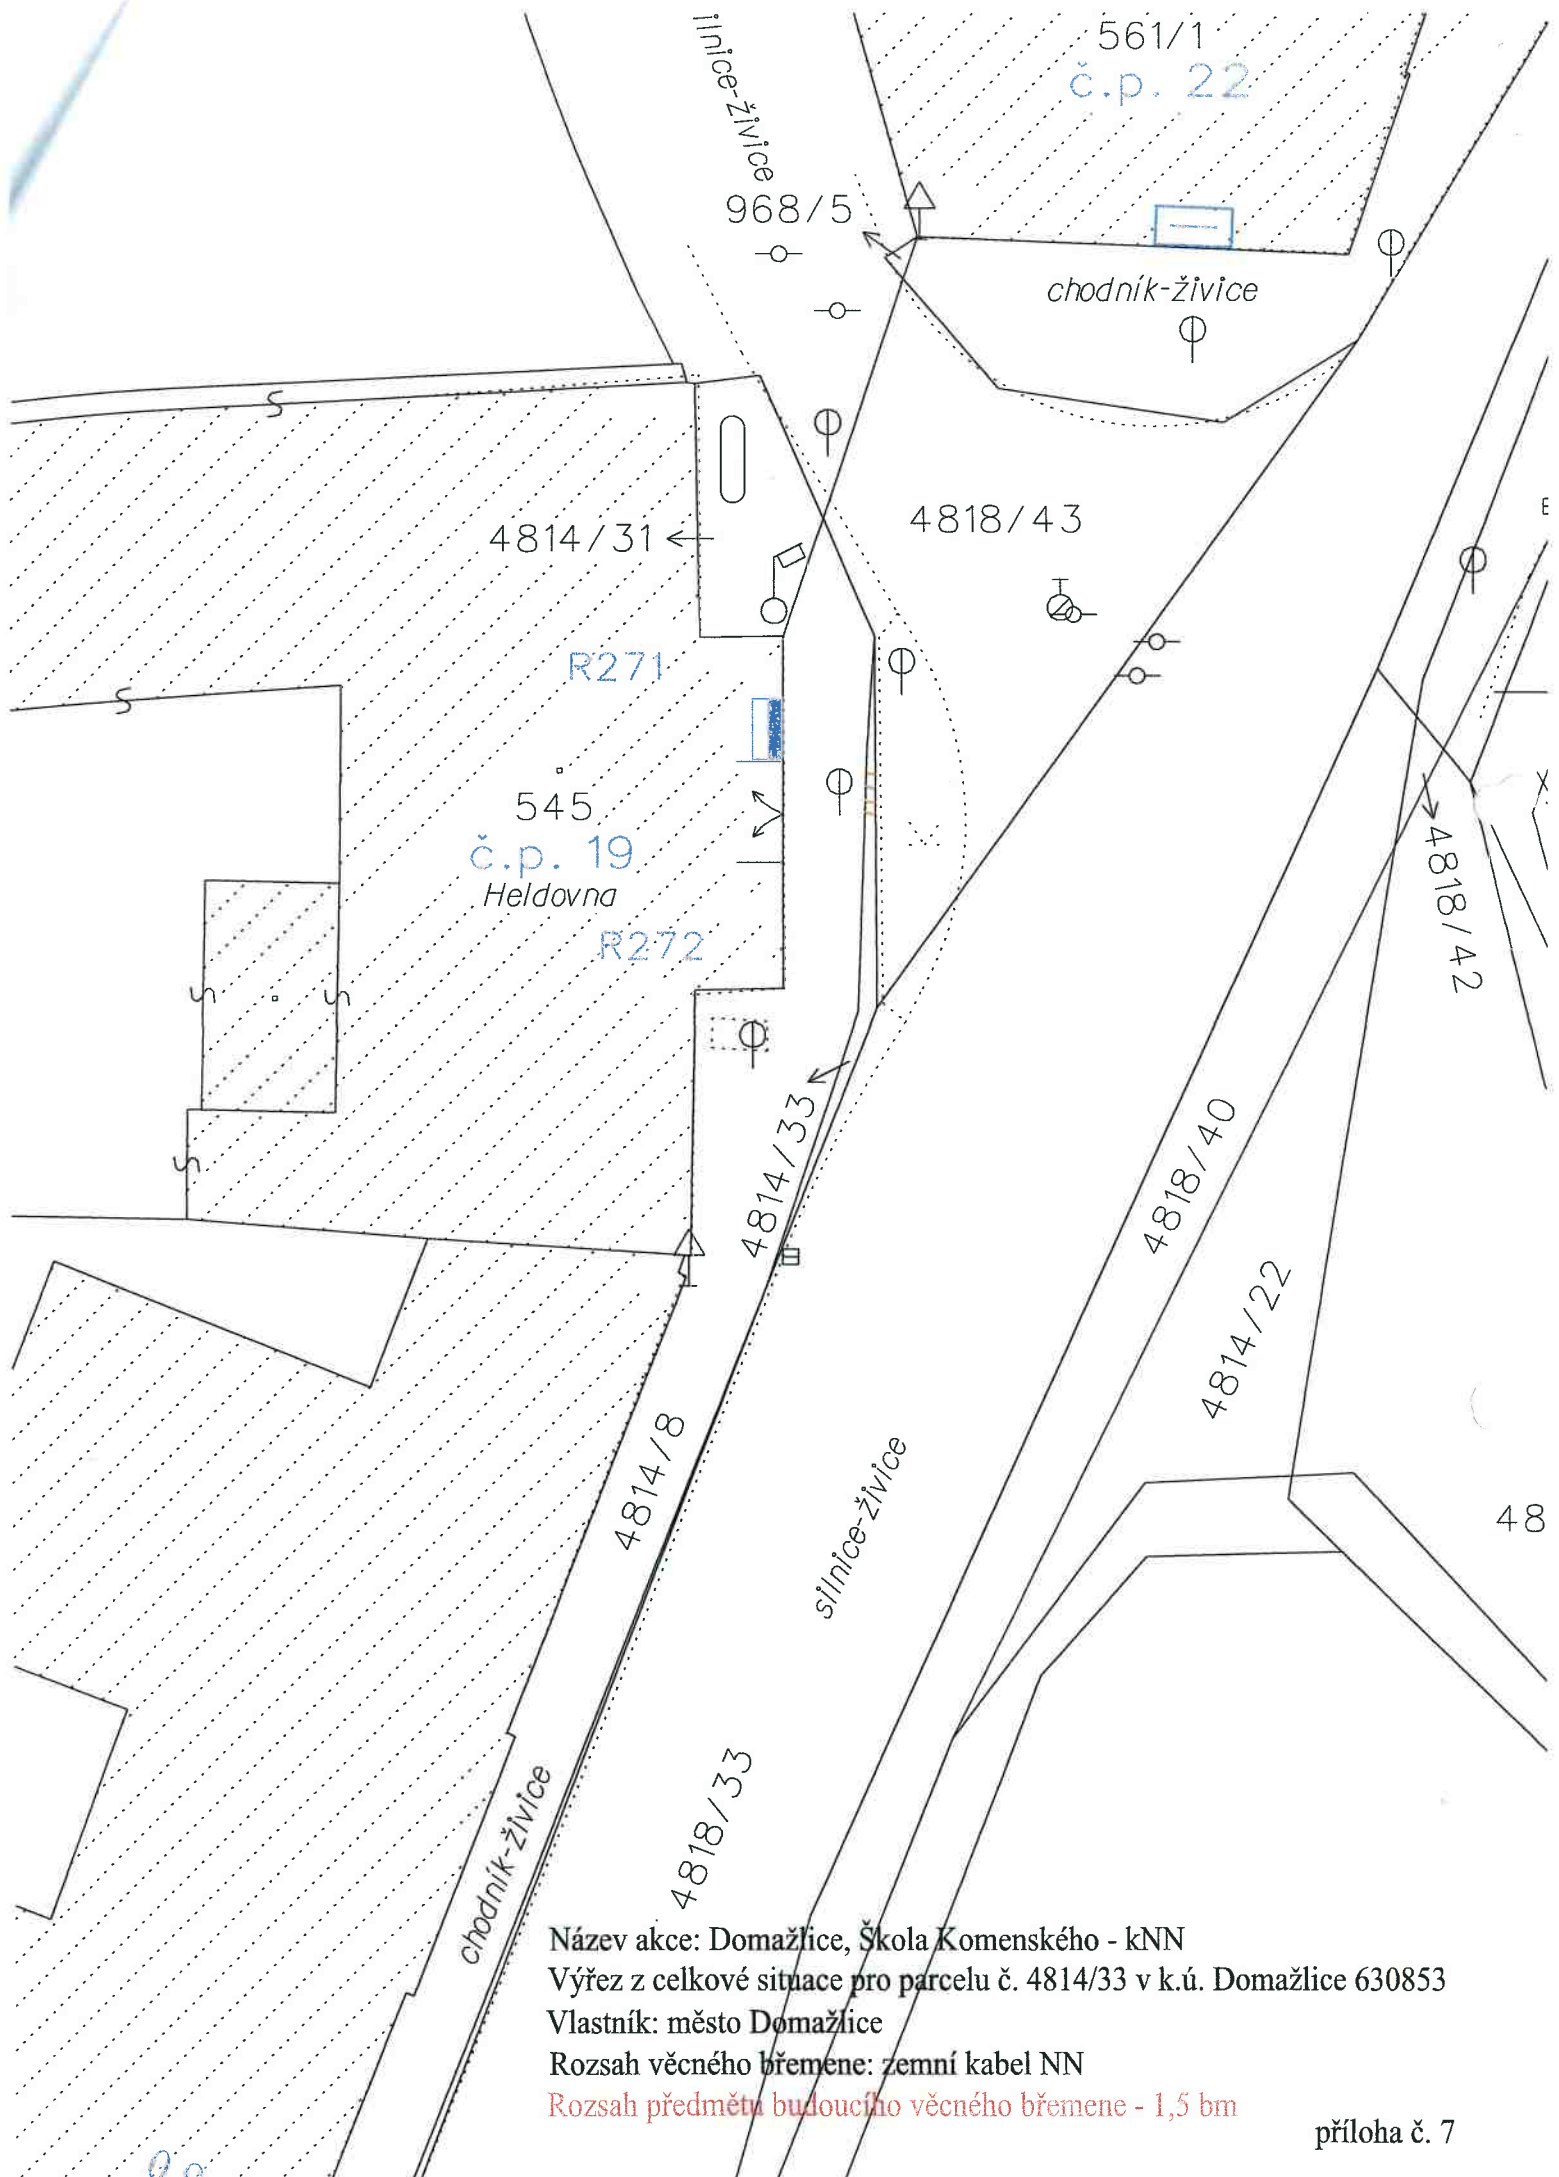 561/1
č.p. 22
ilnice-živice
968/5
chodník-živice
4814/31
4818/43
R271
545
č.p. 19
Heldovna
R272
4818/42
4814/33
4818/40
4814/22
4814/8
silnice-živice
48
4818/33
chodník-živice
Název akce: Domažlice, Škola Komenského - kNN
Výřez z celkové situace pro parcelu č. 4814/33 v k.ú. Domažlice 630853
Vlastník: město Domažlice
Rozsah věcného břemene: zemní kabel NN
Rozsah předmětu budoucího věcného břemene - 1,5 bm
příloha č. 7